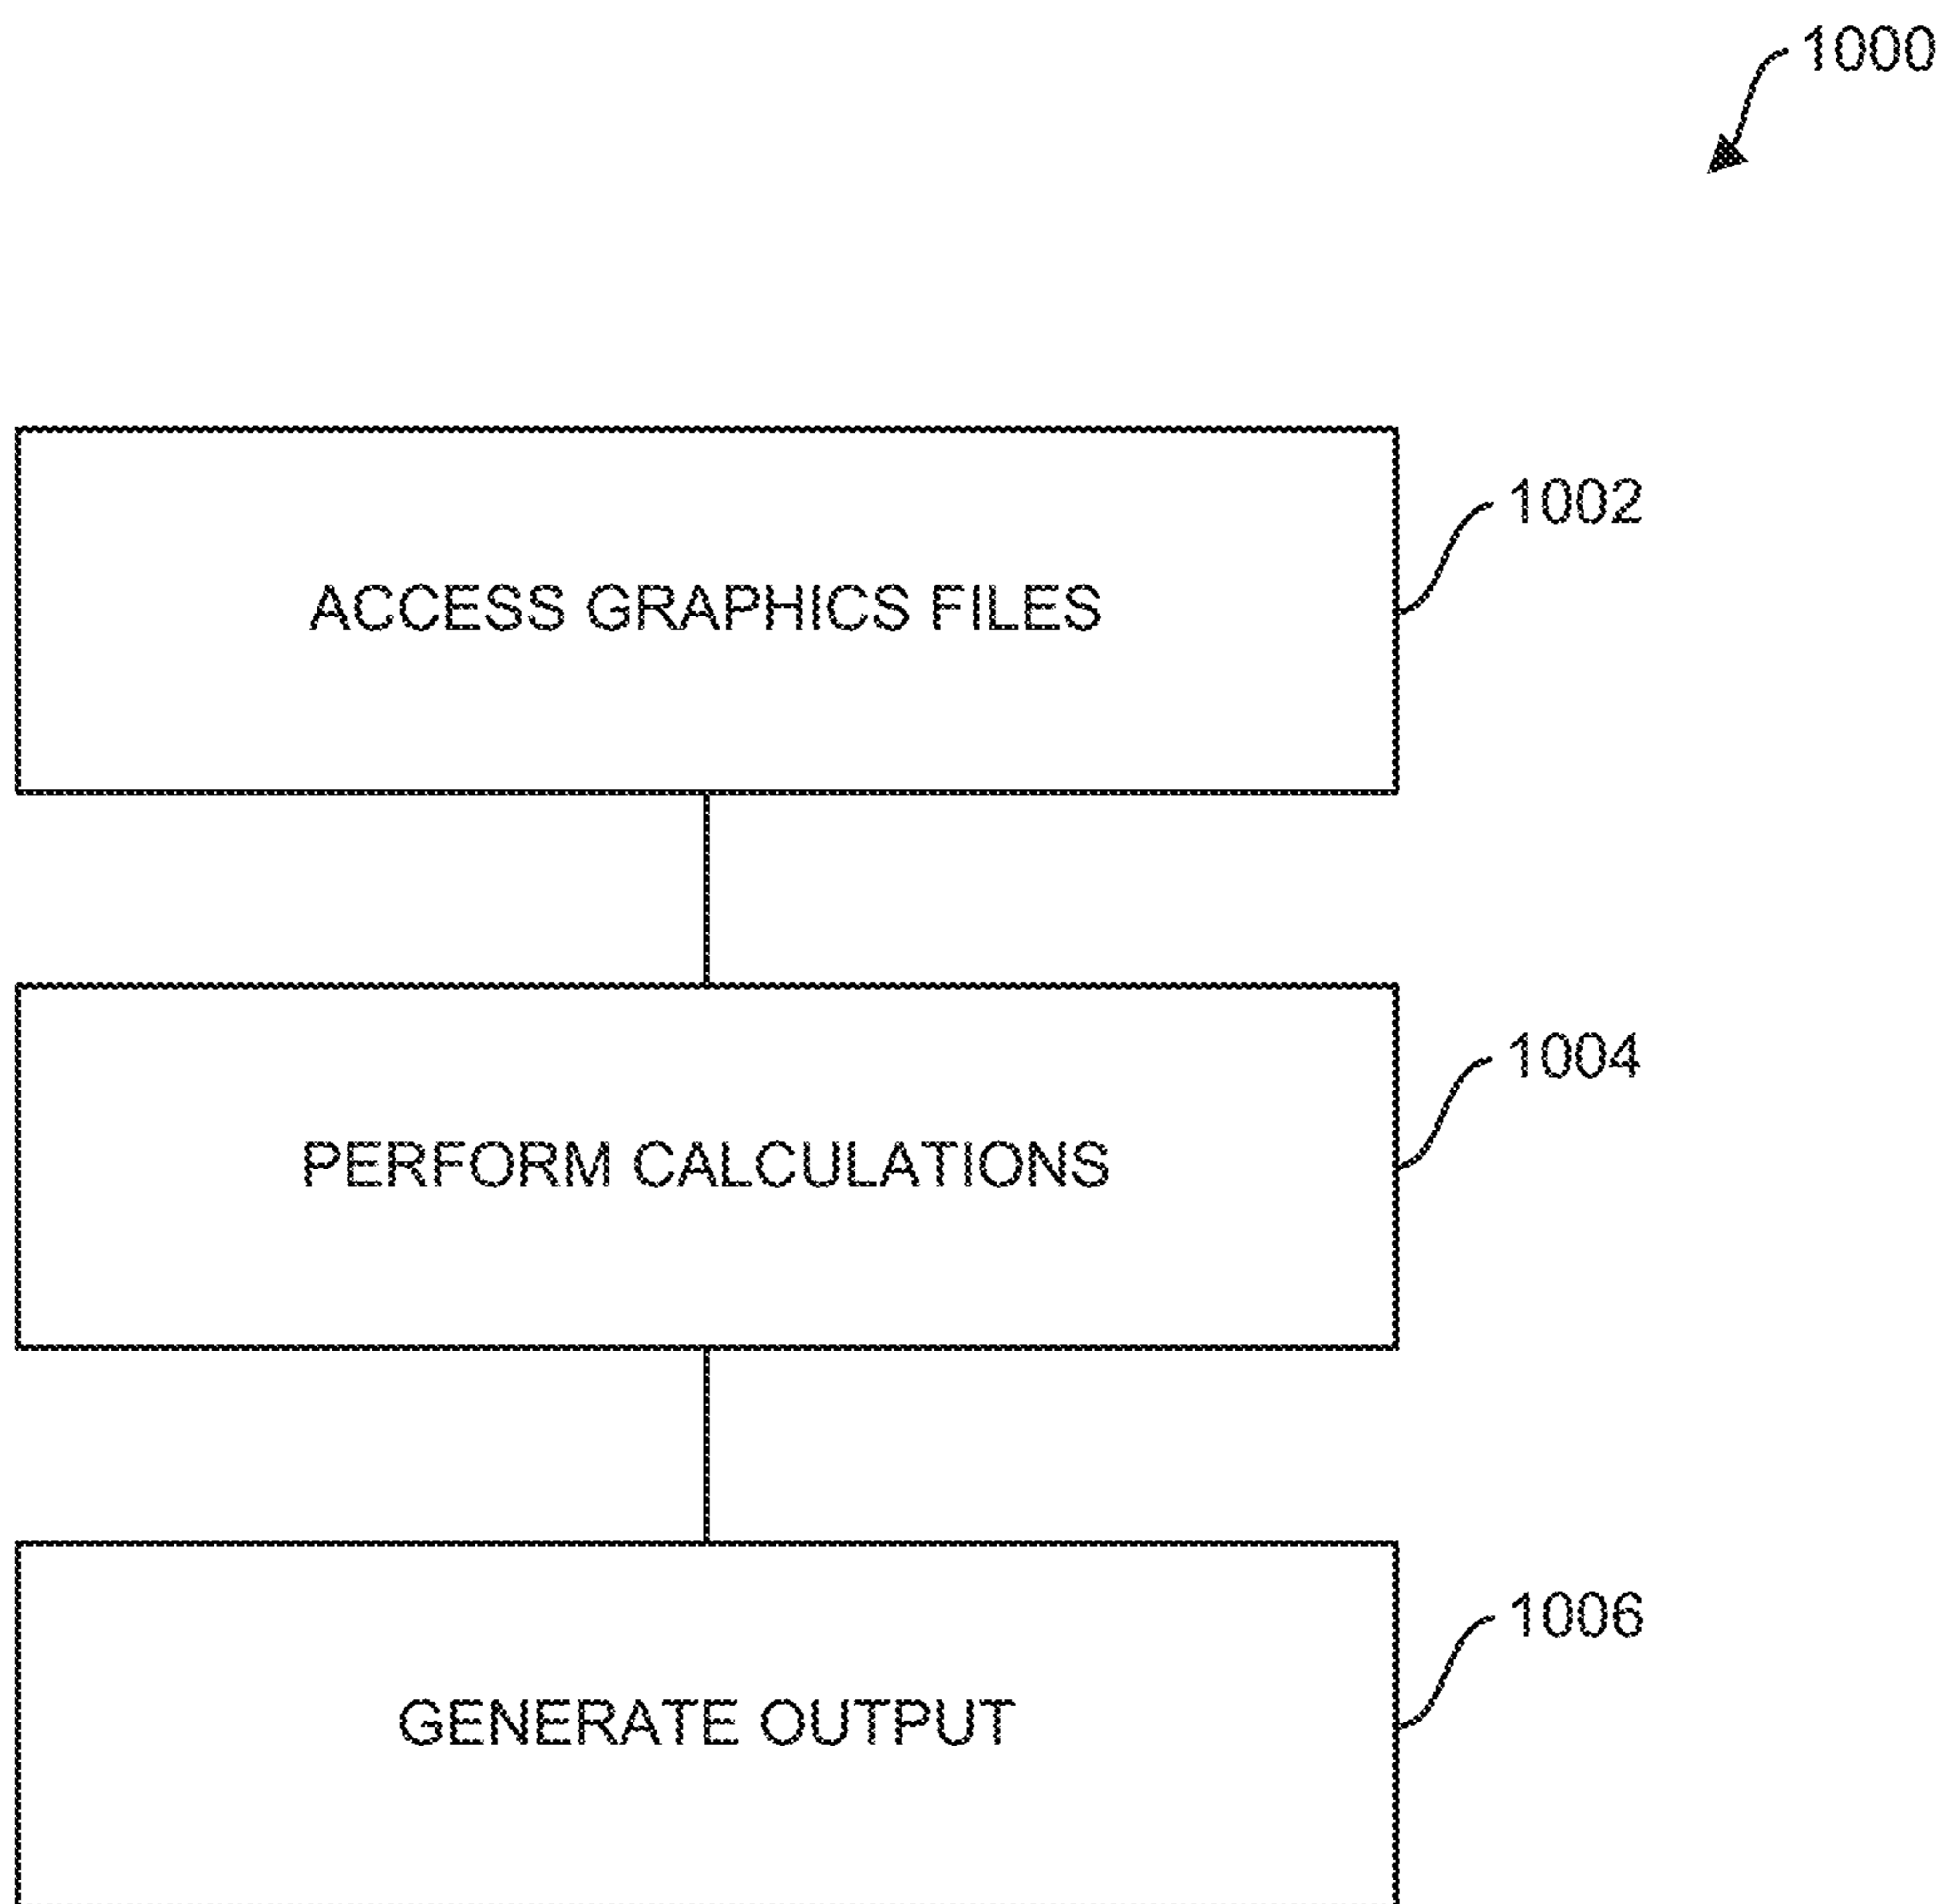 1000
ACCESS GRAPHICS FILES
1002
PERFORM CALCULATIONS
1004
GENERATE OUTPUT
1006